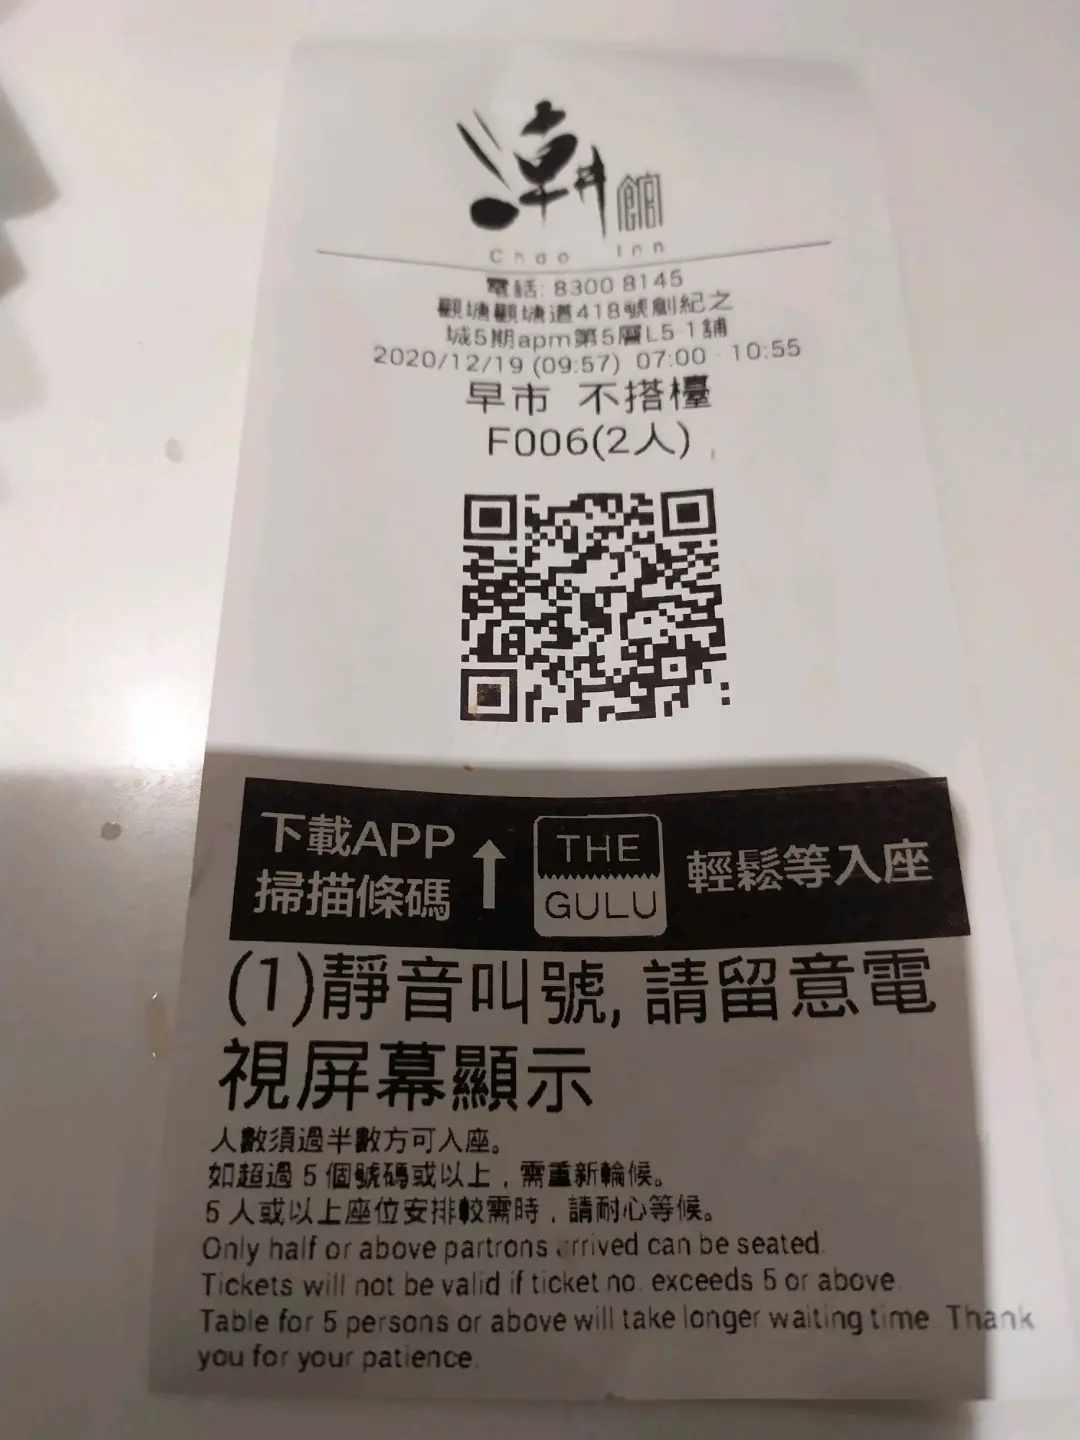 潮館
Chao Inn
電話: 8300 8145
觀塘觀塘道418號創紀之
城5期apm第5層L5-1舖
2020/12/19 (09:57) 07:00 - 10:55
早市 不搭檯
F006(2人)
下載APP
掃描條碼
THE
GULU
輕鬆等入座
(1)靜音叫號, 請留意電
視屏幕顯示
人數須過半數方可入座。
如超過 5 個號碼或以上，需重新輪候。
5 人或以上座位安排較需時，請耐心等候。
Only half or above partrons arrived can be seated.
Tickets will not be valid if ticket no. exceeds 5 or above.
Table for 5 persons or above will take longer waiting time. Thank
you for your patience.